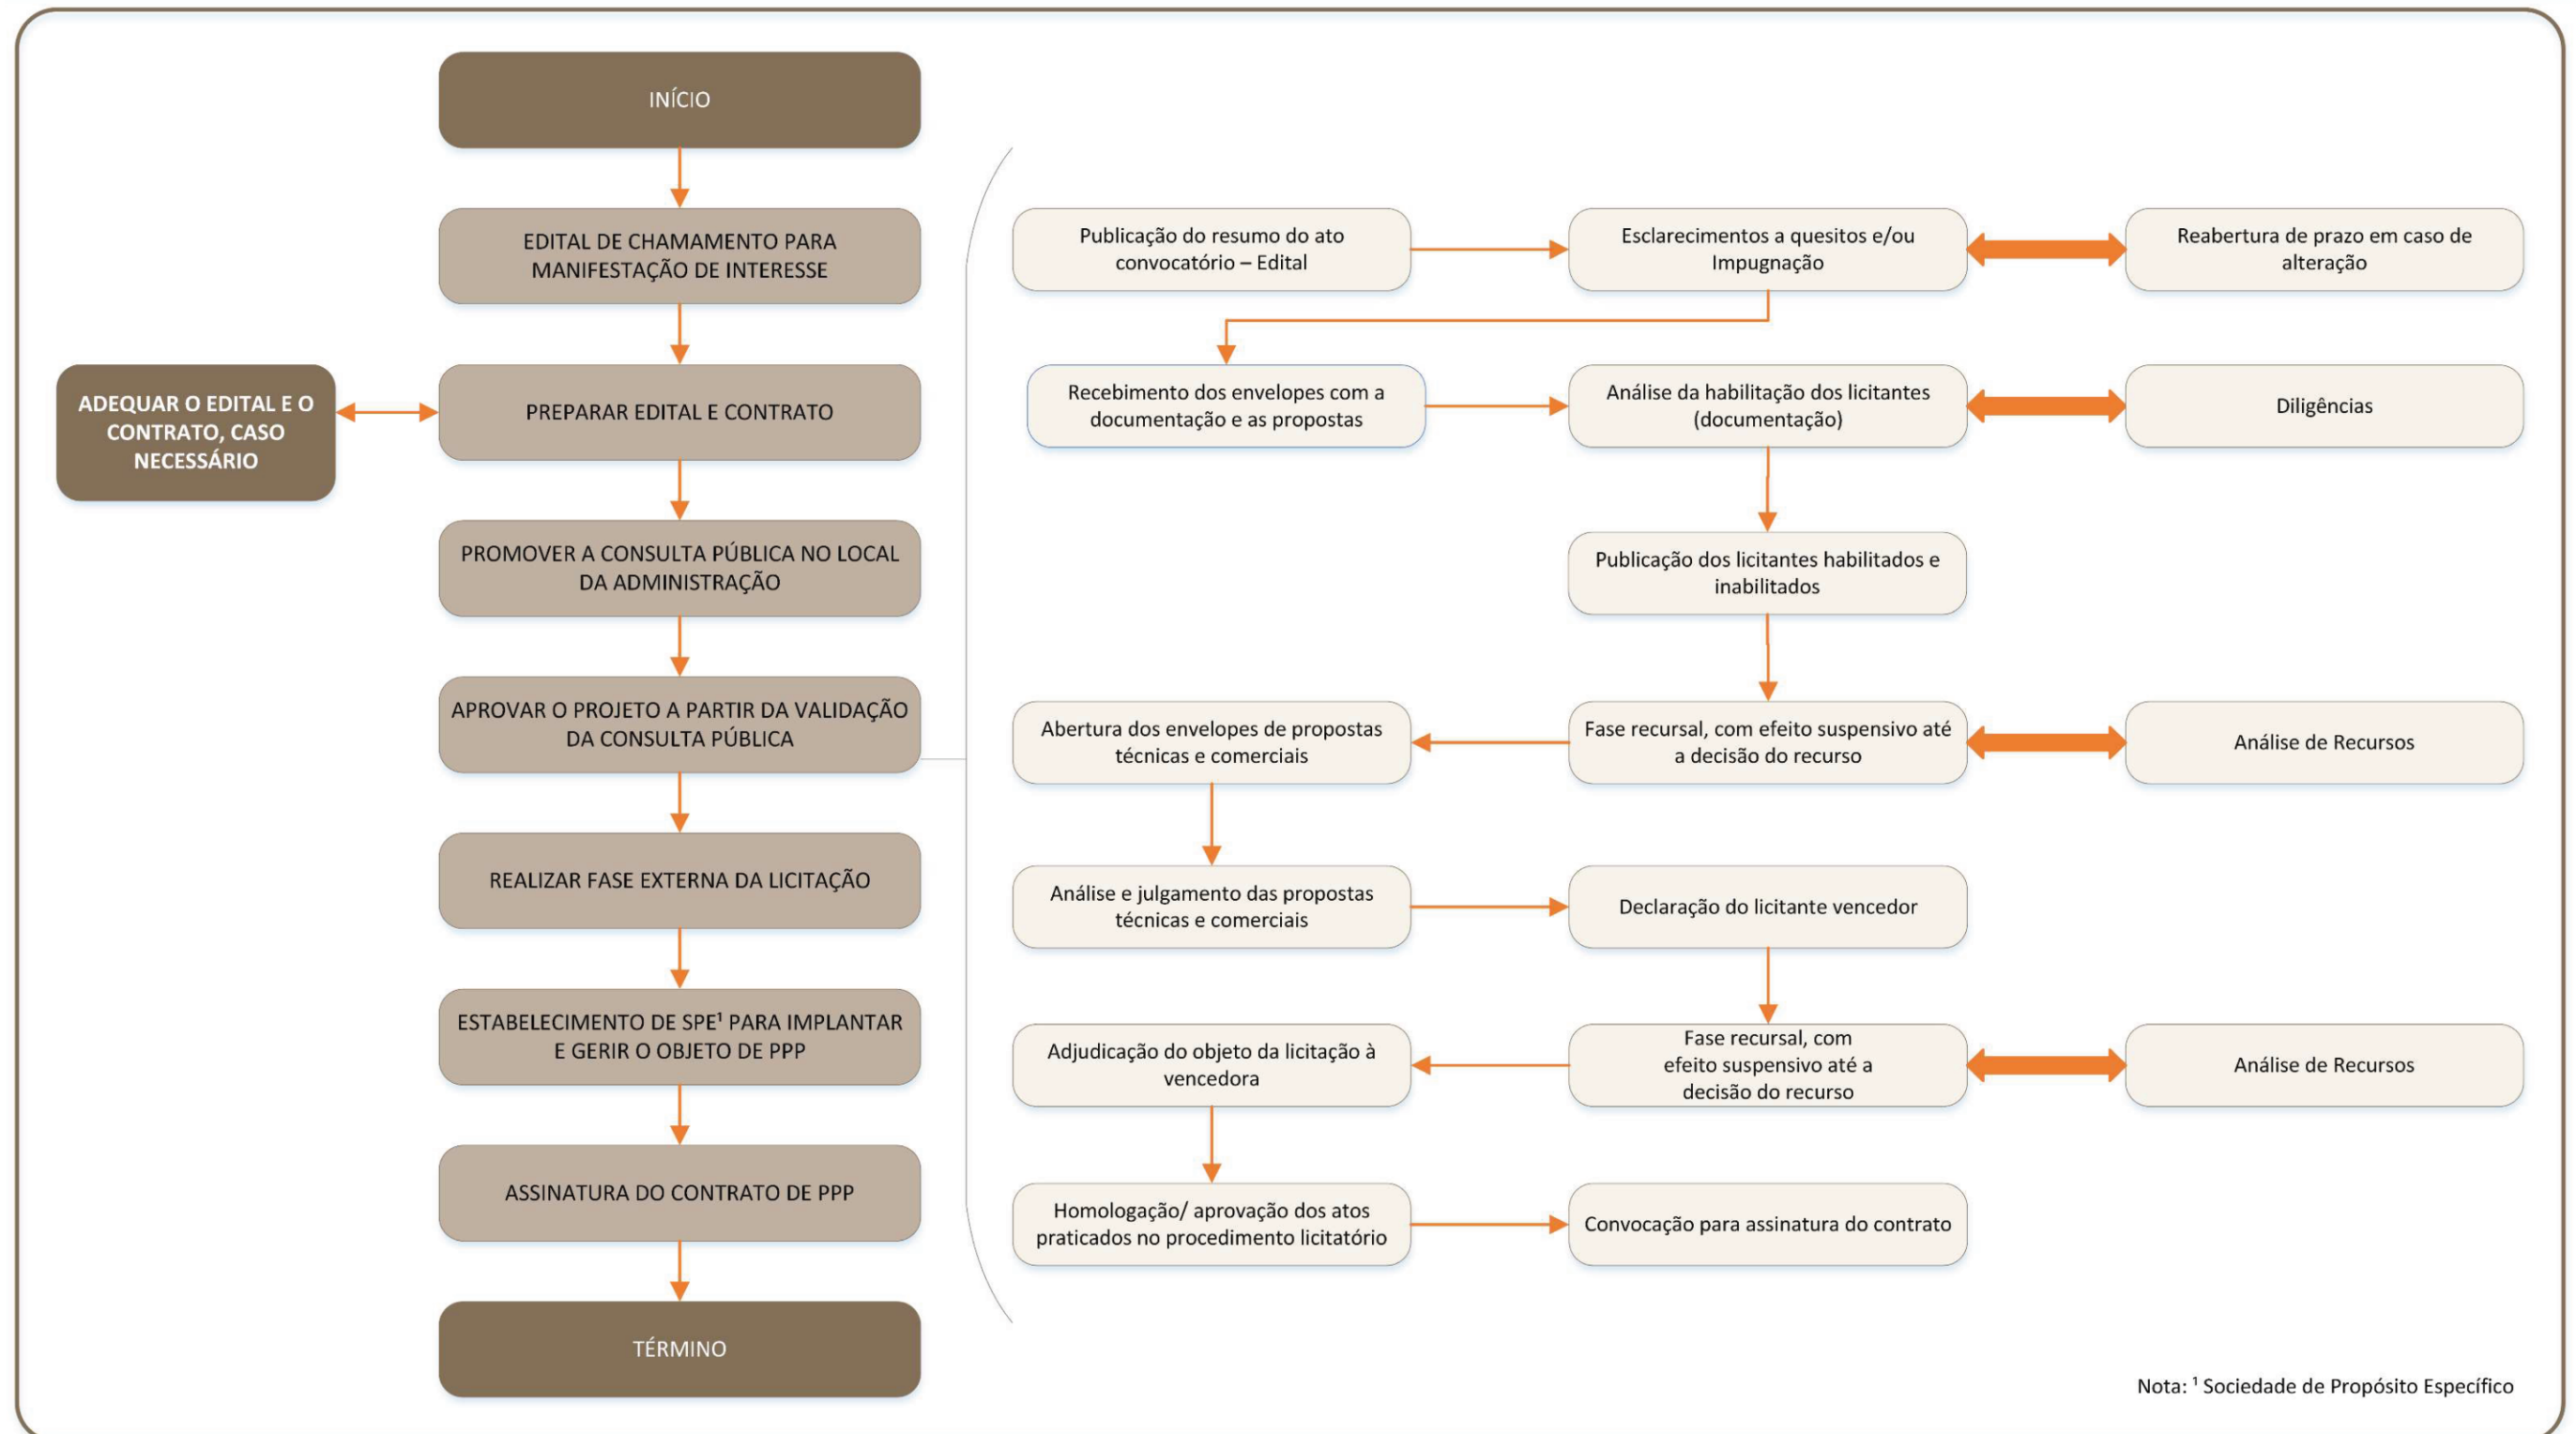 INÍCIO
EDITAL DE CHAMAMENTO PARA
MANIFESTAÇÃO DE INTERESSE
ADEQUAR O EDITAL E O
CONTRATO, CASO
NECESSÁRIO
PREPARAR EDITAL E CONTRATO
PROMOVER A CONSULTA PÚBLICA NO LOCAL
DA ADMINISTRAÇÃO
APROVAR O PROJETO A PARTIR DA VALIDAÇÃO
DA CONSULTA PÚBLICA
REALIZAR FASE EXTERNA DA LICITAÇÃO
ESTABELECIMENTO DE SPE¹ PARA IMPLANTAR
E GERIR O OBJETO DE PPP
ASSINATURA DO CONTRATO DE PPP
TÉRMINO
Publicação do resumo do ato
convocatório – Edital
Esclarecimentos a quesitos e/ou
Impugnação
Reabertura de prazo em caso de
alteração
Recebimento dos envelopes com a
documentação e as propostas
Análise da habilitação dos licitantes
(documentação)
Diligências
Publicação dos licitantes habilitados e
inabilitados
Fase recursal, com efeito suspensivo até
a decisão do recurso
Análise de Recursos
Abertura dos envelopes de propostas
técnicas e comerciais
Análise e julgamento das propostas
técnicas e comerciais
Declaração do licitante vencedor
Fase recursal, com
efeito suspensivo até a
decisão do recurso
Análise de Recursos
Adjudicação do objeto da licitação à
vencedora
Homologação/ aprovação dos atos
praticados no procedimento licitatório
Convocação para assinatura do contrato
Nota: ¹ Sociedade de Propósito Específico